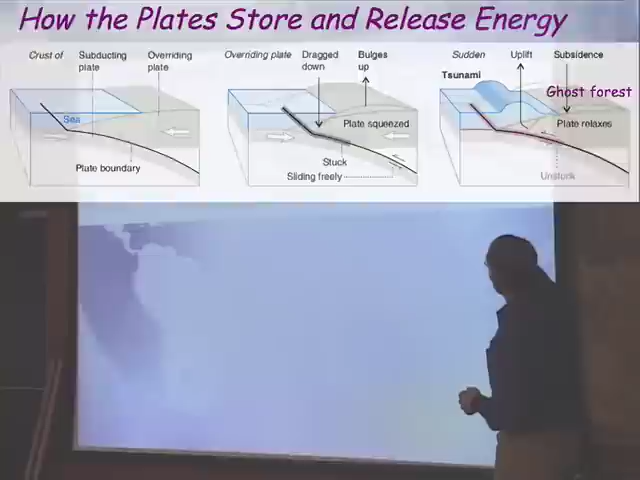 How the Plates Store and Release Energy
Crust of
Subducting plate
Overriding plate
Sea
Plate boundary
Overriding plate
Dragged down
Bulges up
Plate squeezed
Stuck
Sliding freely
Sudden
Uplift
Subsidence
Tsunami
Ghost forest
Plate relaxes
Unstuck